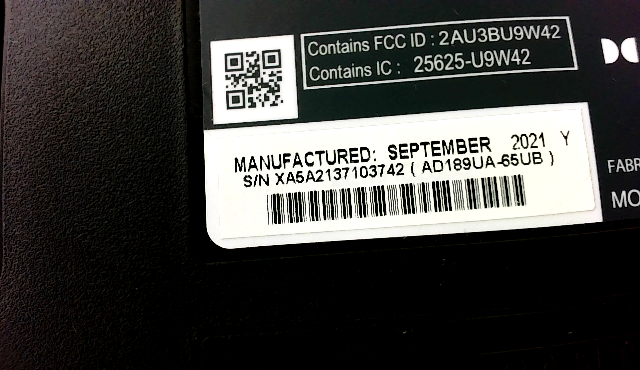 Contains FCC ID : 2AU3BU9W42
Contains IC : 25625-U9W42
MANUFACTURED: SEPTEMBER 2021 Y
S/N XA5A2137103742 ( AD189UA-65UB )
FABR
MO